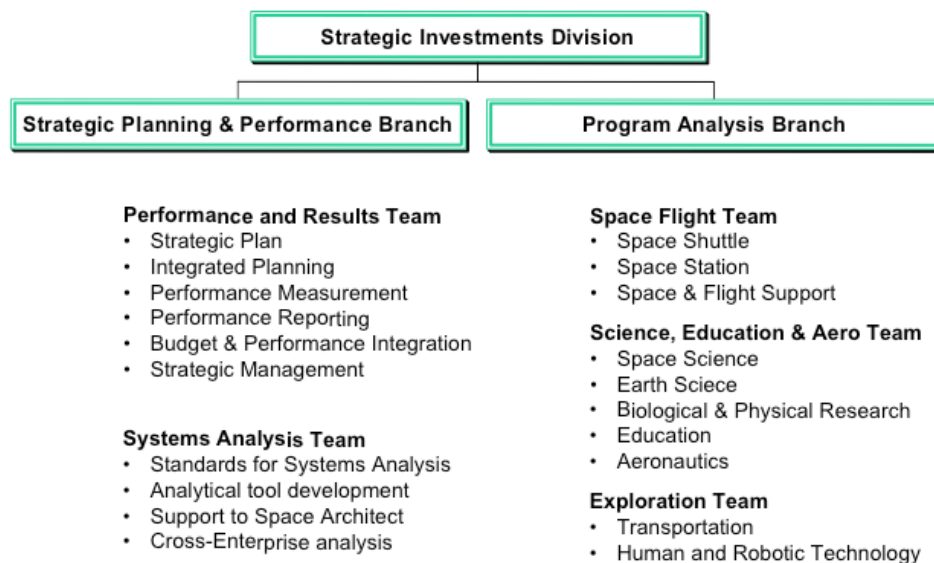 Strategic Investments Division
Strategic Planning & Performance Branch
Program Analysis Branch
Performance and Results Team
• Strategic Plan
• Integrated Planning
• Performance Measurement
• Performance Reporting
• Budget & Performance Integration
• Strategic Management
Systems Analysis Team
• Standards for Systems Analysis
• Analytical tool development
• Support to Space Architect
• Cross-Enterprise analysis
Space Flight Team
• Space Shuttle
• Space Station
• Space & Flight Support
Science, Education & Aero Team
• Space Science
• Earth Sciece
• Biological & Physical Research
• Education
• Aeronautics
Exploration Team
• Transportation
• Human and Robotic Technology